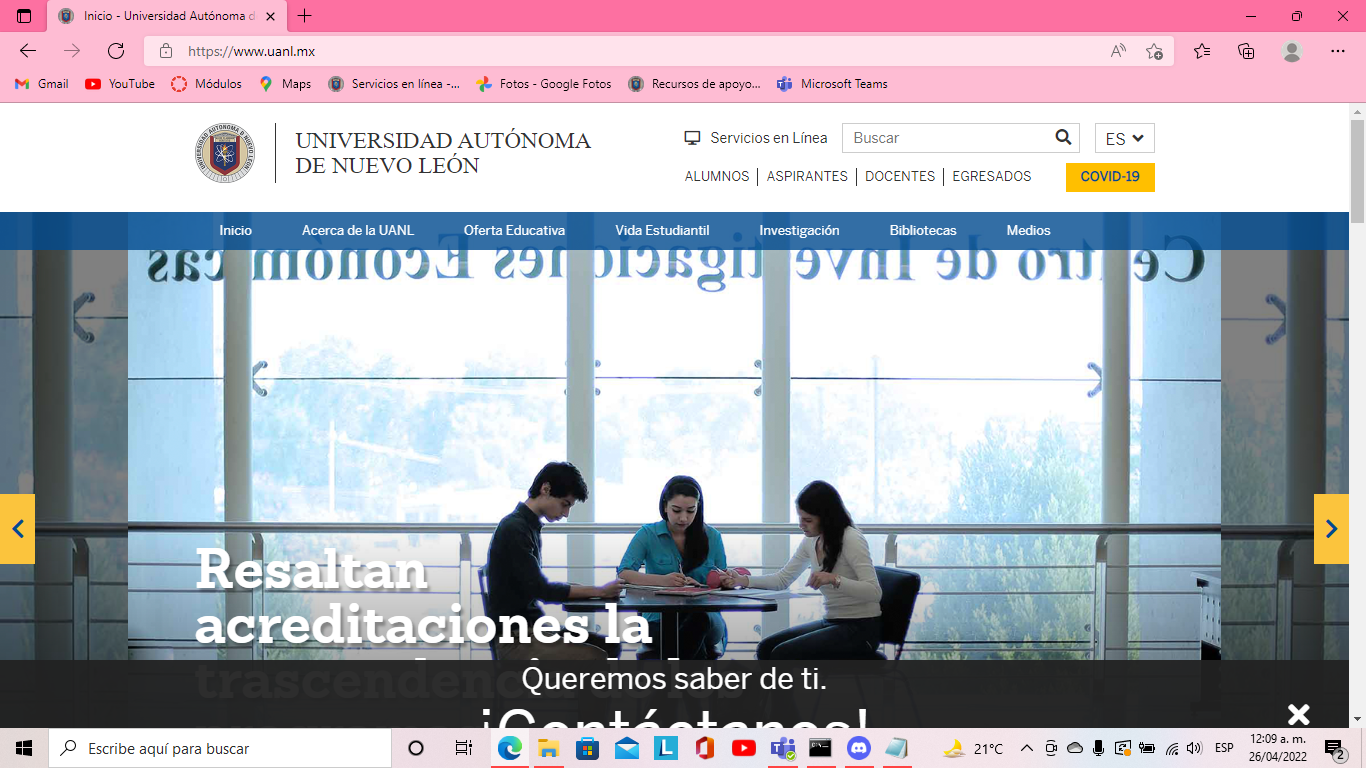 Inicio - Universidad Autónoma d
https://www.uanl.mx
Gmail
YouTube
Módulos
Maps
Servicios en línea -...
Fotos - Google Fotos
Recursos de apoyo...
Microsoft Teams
UNIVERSIDAD AUTÓNOMA
DE NUEVO LEÓN
Servicios en Línea
Buscar
ES
ALUMNOS
ASPIRANTES
DOCENTES
EGRESADOS
COVID-19
Inicio
Acerca de la UANL
Oferta Educativa
Vida Estudiantil
Investigación
Bibliotecas
Medios
Centro de Investigaciones Económicas
Resaltan
acreditaciones la
Queremos saber de ti.
¡Contáctanos!
Escribe aquí para buscar
21°C
ESP
12:09 a. m.
26/04/2022
2